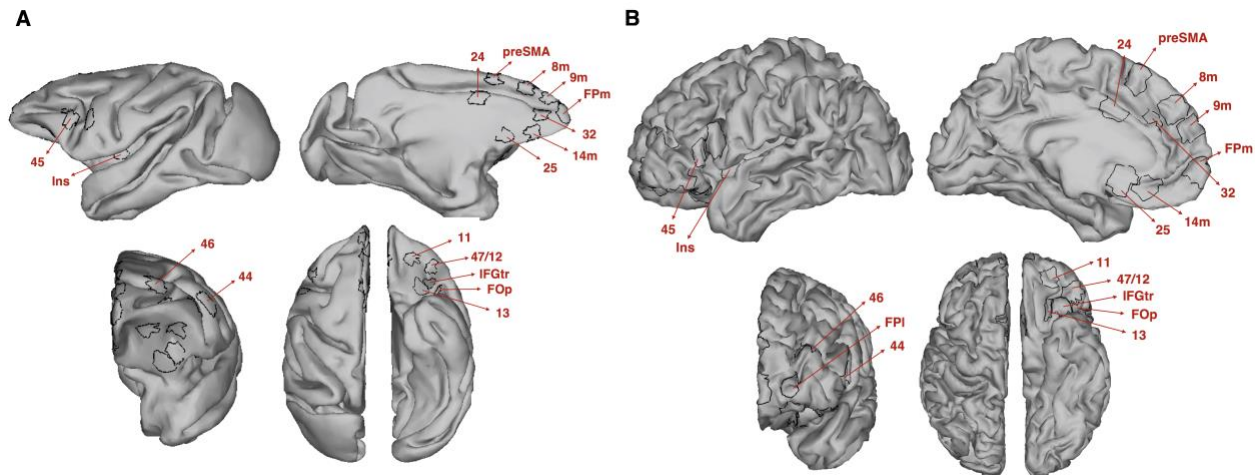 A
preSMA
24
8m
9m
FPm
32
14m
25
45
Ins
46
44
11
47/12
IFGtr
FOp
13
B
preSMA
24
8m
9m
FPm
32
14m
25
45
Ins
46
FPl
44
11
47/12
IFGtr
FOp
13